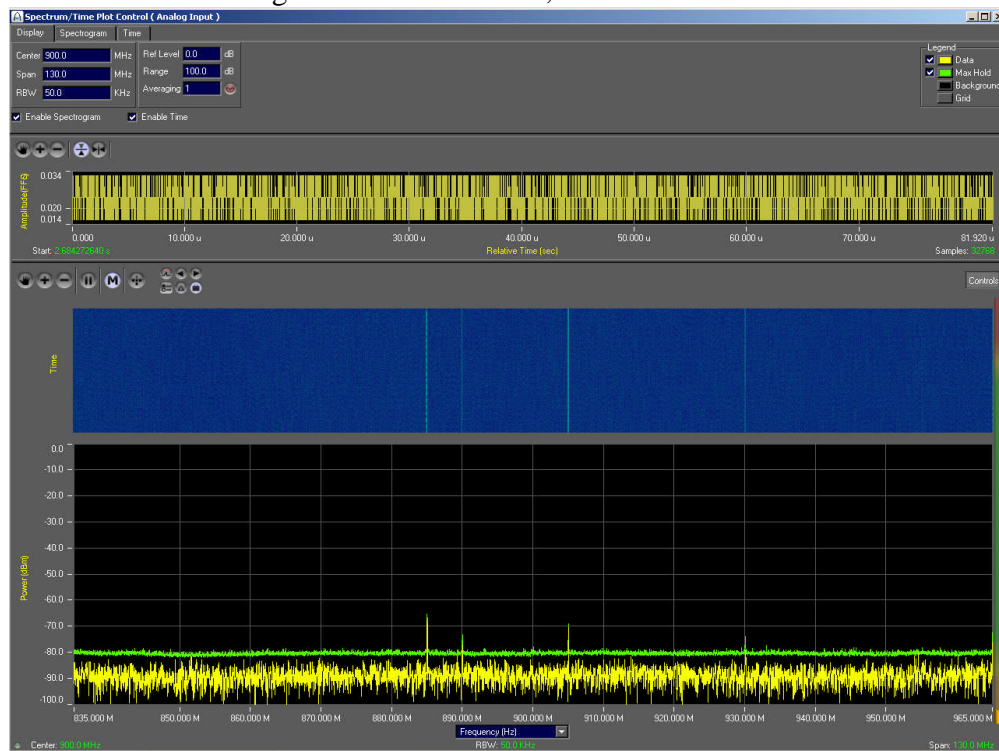 Spectrum/Time Plot Control ( Analog Input )
Display Spectrogram Time
Center 900.0 MHz Ref Level 0.0 dB
Span 130.0 MHz Range 100.0 dB
RBW 50.0 KHz Averaging 1
Legend
Data
Max Hold
Background
Grid
Enable Spectrogram Enable Time
Amplitude(FFS)
0.034
0.020
0.014
0.000 10.000 u 20.000 u 30.000 u 40.000 u 50.000 u 60.000 u 70.000 u 81.920 u
Start: 2.684272640 s Relative Time (sec) Samples: 32768
M Controls
Time
Power (dBm)
0.0
-10.0
-20.0
-30.0
-40.0
-50.0
-60.0
-70.0
-80.0
-90.0
-100.0
835.000 M 850.000 M 860.000 M 870.000 M 880.000 M 890.000 M 900.000 M 910.000 M 920.000 M 930.000 M 940.000 M 950.000 M 965.000 M
Frequency (Hz)
Center: 900.0 MHz RBW: 50.0 KHz Span: 130.0 MHz